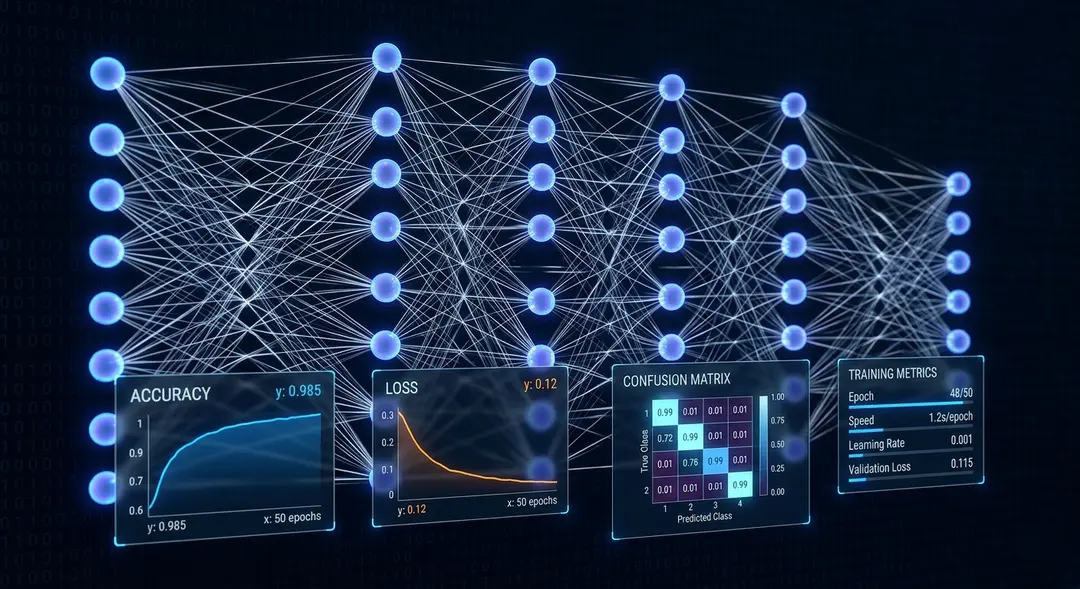 ACCURACY
y: 0.985
1
0.9
0.7
0.6
y: 0.985
x: 50 epochs
LOSS
y: 0.12
0.3
0.2
0.1
0
y: 0.12
x: 50 epochs
CONFUSION MATRIX
True Class
1
2
0.99 0.01 0.01 0.01
0.72 0.99 0.01 0.01
0.01 0.76 0.99 0.01
0.01 0.01 0.01 0.99
1 2 3 4
Predicted Class
1.00
0.75
0.50
0.25
0.00
TRAINING METRICS
Epoch 48/50
Speed 1.2s/epoch
Learning Rate 0.001
Validation Loss 0.115